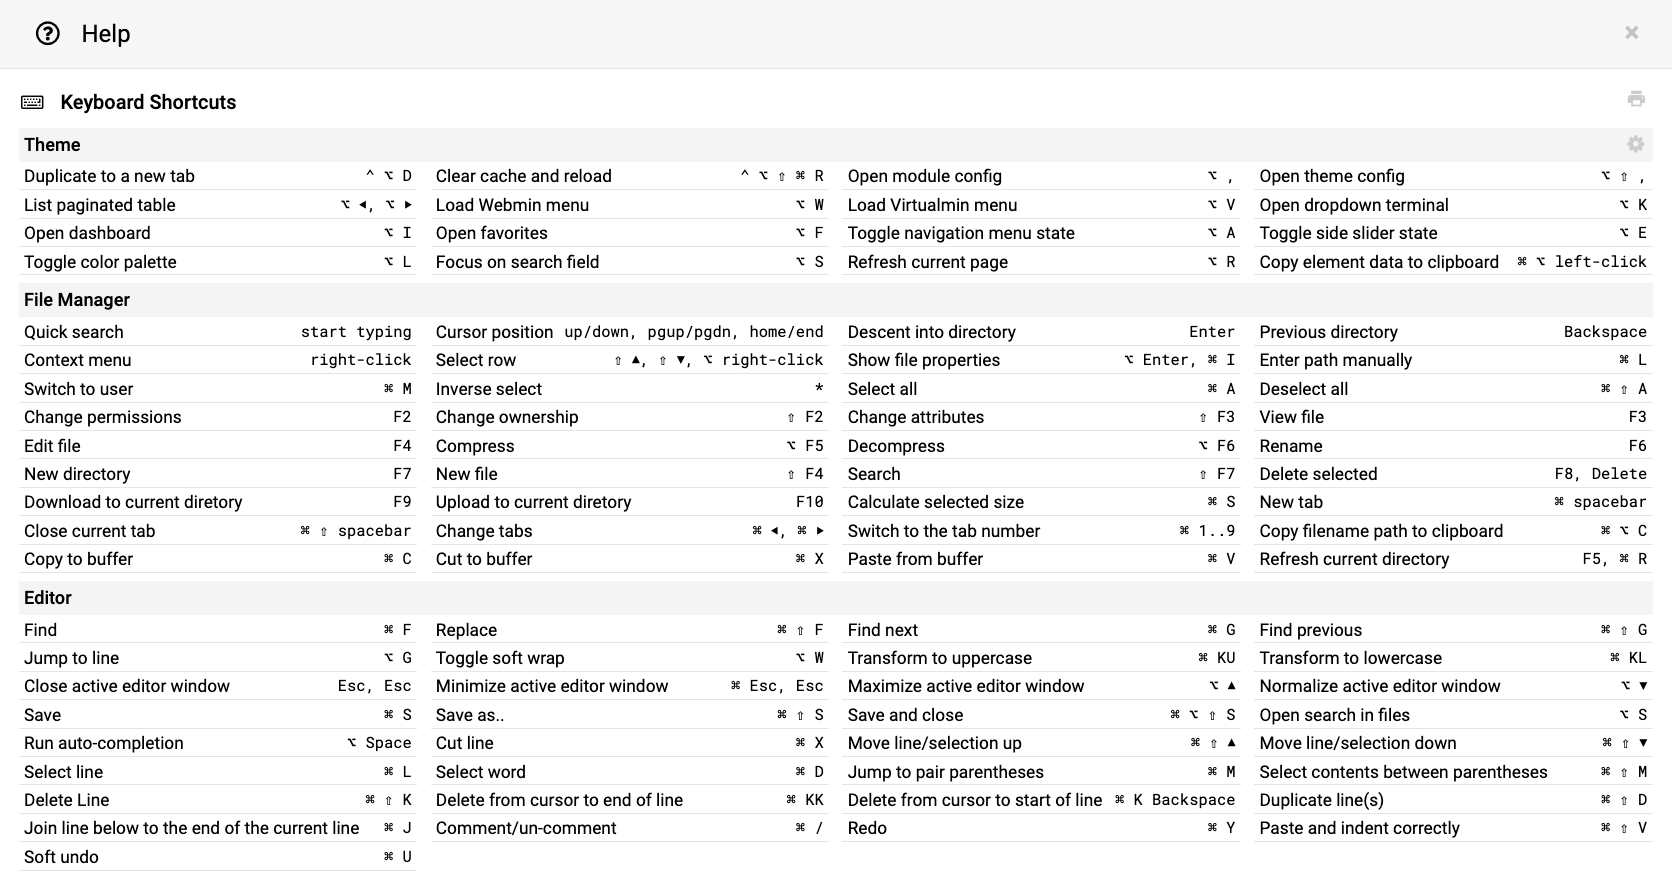 Help
Keyboard Shortcuts
Theme
Duplicate to a new tab ^ ⌥ D Clear cache and reload ^ ⌥ ⇧ ⌘ R Open module config ⌥ , Open theme config ⌥ ⇧ ,
List paginated table ⌥ ◄, ⌥ ► Load Webmin menu ⌥ W Load Virtualmin menu ⌥ V Open dropdown terminal ⌥ K
Open dashboard ⌥ I Open favorites ⌥ F Toggle navigation menu state ⌥ A Toggle side slider state ⌥ E
Toggle color palette ⌥ L Focus on search field ⌥ S Refresh current page ⌥ R Copy element data to clipboard ⌘ ⌥ left-click
File Manager
Quick search start typing Cursor position up/down, pgup/pgdn, home/end Descent into directory Enter Previous directory Backspace
Context menu right-click Select row ⇧ ▲, ⇧ ▼, ⌥ right-click Show file properties ⌥ Enter, ⌘ I Enter path manually ⌘ L
Switch to user ⌘ M Inverse select * Select all ⌘ A Deselect all ⌘ ⇧ A
Change permissions F2 Change ownership ⇧ F2 Change attributes ⇧ F3 View file F3
Edit file F4 Compress ⌥ F5 Decompress ⌥ F6 Rename F6
New directory F7 New file ⇧ F4 Search ⇧ F7 Delete selected F8, Delete
Download to current diretory F9 Upload to current diretory F10 Calculate selected size ⌘ S New tab ⌘ spacebar
Close current tab ⌘ ⇧ spacebar Change tabs ⌘ ◄, ⌘ ► Switch to the tab number ⌘ 1..9 Copy filename path to clipboard ⌘ ⌥ C
Copy to buffer ⌘ C Cut to buffer ⌘ X Paste from buffer ⌘ V Refresh current directory F5, ⌘ R
Editor
Find ⌘ F Replace ⌘ ⇧ F Find next ⌘ G Find previous ⌘ ⇧ G
Jump to line ⌥ G Toggle soft wrap ⌥ W Transform to uppercase ⌘ KU Transform to lowercase ⌘ KL
Close active editor window Esc, Esc Minimize active editor window ⌘ Esc, Esc Maximize active editor window ⌥ ▲ Normalize active editor window ⌥ ▼
Save ⌘ S Save as.. ⌘ ⇧ S Save and close ⌘ ⌥ ⇧ S Open search in files ⌥ S
Run auto-completion ⌥ Space Cut line ⌘ X Move line/selection up ⌘ ⇧ ▲ Move line/selection down ⌘ ⇧ ▼
Select line ⌘ L Select word ⌘ D Jump to pair parentheses ⌘ M Select contents between parentheses ⌘ ⇧ M
Delete Line ⌘ ⇧ K Delete from cursor to end of line ⌘ KK Delete from cursor to start of line ⌘ K Backspace Duplicate line(s) ⌘ ⇧ D
Join line below to the end of the current line ⌘ J Comment/un-comment ⌘ / Redo ⌘ Y Paste and indent correctly ⌘ ⇧ V
Soft undo ⌘ U